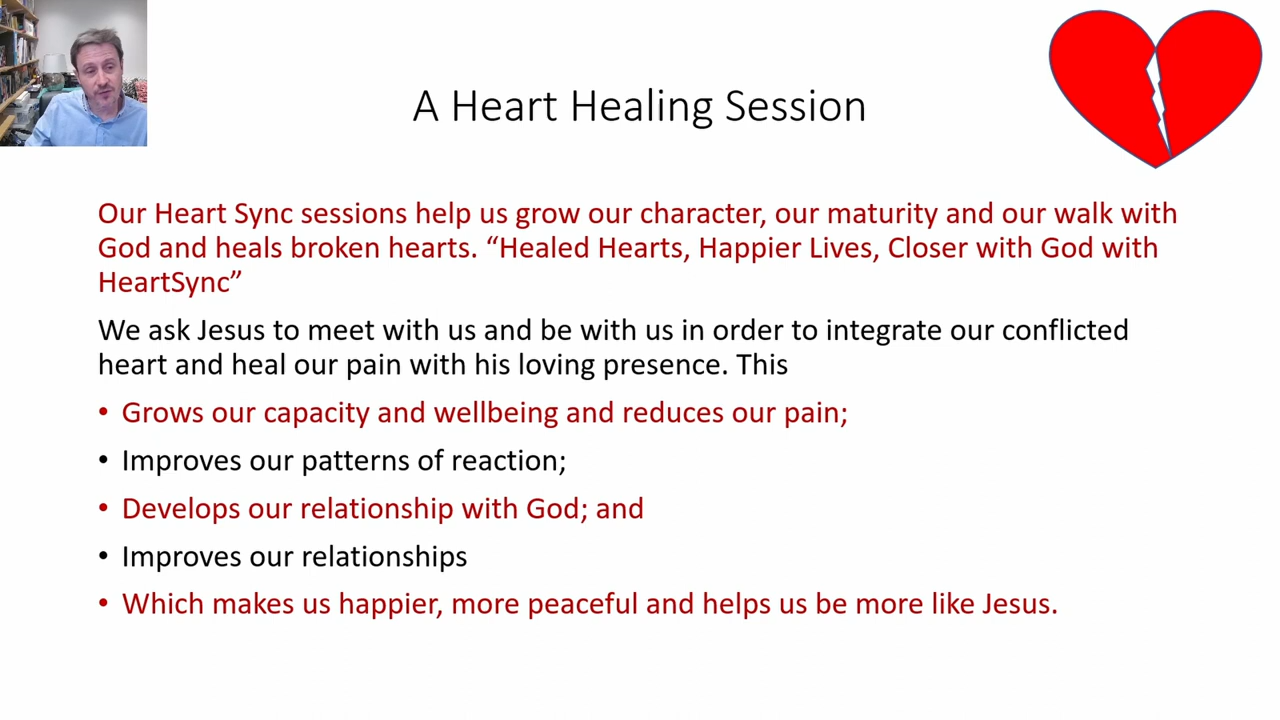 A Heart Healing Session
Our Heart Sync sessions help us grow our character, our maturity and our walk with
God and heals broken hearts. “Healed Hearts, Happier Lives, Closer with God with
HeartSync”
We ask Jesus to meet with us and be with us in order to integrate our conflicted
heart and heal our pain with his loving presence. This
• Grows our capacity and wellbeing and reduces our pain;
• Improves our patterns of reaction;
• Develops our relationship with God; and
• Improves our relationships
• Which makes us happier, more peaceful and helps us be more like Jesus.